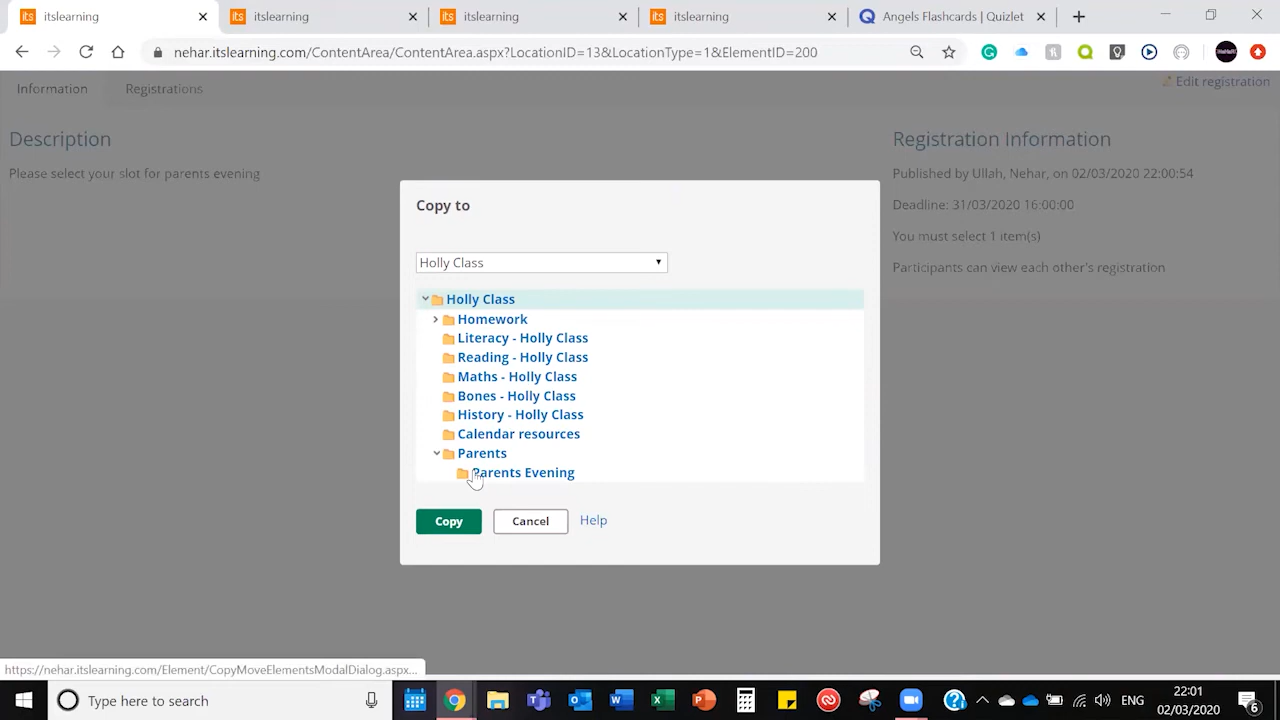 itslearning
itslearning
itslearning
itslearning
Angels Flashcards | Quizlet
nehar.itslearning.com/ContentArea/ContentArea.aspx?LocationID=13&LocationType=1&ElementID=200
Information
Registrations
Edit registration
Description
Please select your slot for parents evening
Registration Information
Published by Ullah, Nehar, on 02/03/2020 22:00:54
Deadline: 31/03/2020 16:00:00
You must select 1 item(s)
Participants can view each other's registration
Copy to
Holly Class
Holly Class
Homework
Literacy - Holly Class
Reading - Holly Class
Maths - Holly Class
Bones - Holly Class
History - Holly Class
Calendar resources
Parents
Parents Evening
Copy
Cancel
Help
https://nehar.itslearning.com/Element/CopyMoveElementsModalDialog.aspx...
Type here to search
ENG
22:01
02/03/2020
6